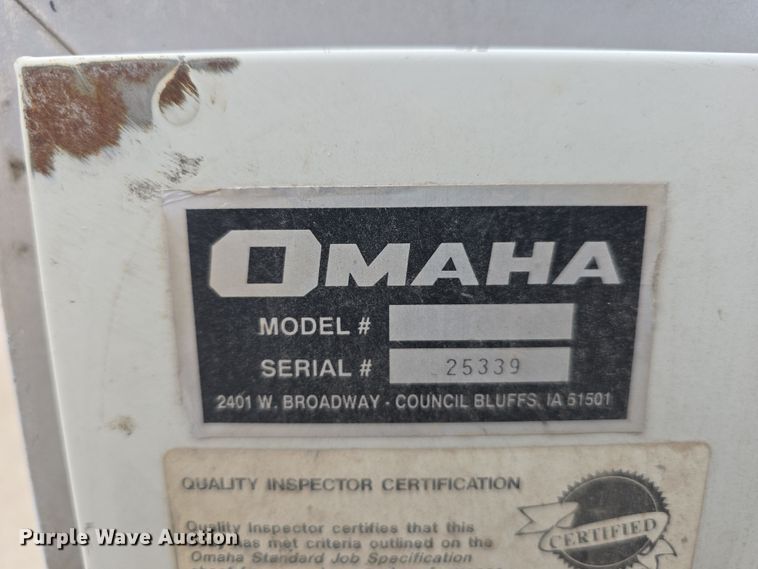 OMAHA
MODEL #
SERIAL # 25339
2401 W. BROADWAY - COUNCIL BLUFFS, IA 51501
QUALITY INSPECTOR CERTIFICATION
Quality Inspector certifies that this
has met criteria outlined on the
Omaha Standard Job Specification
CERTIFIED
Purple Wave Auction